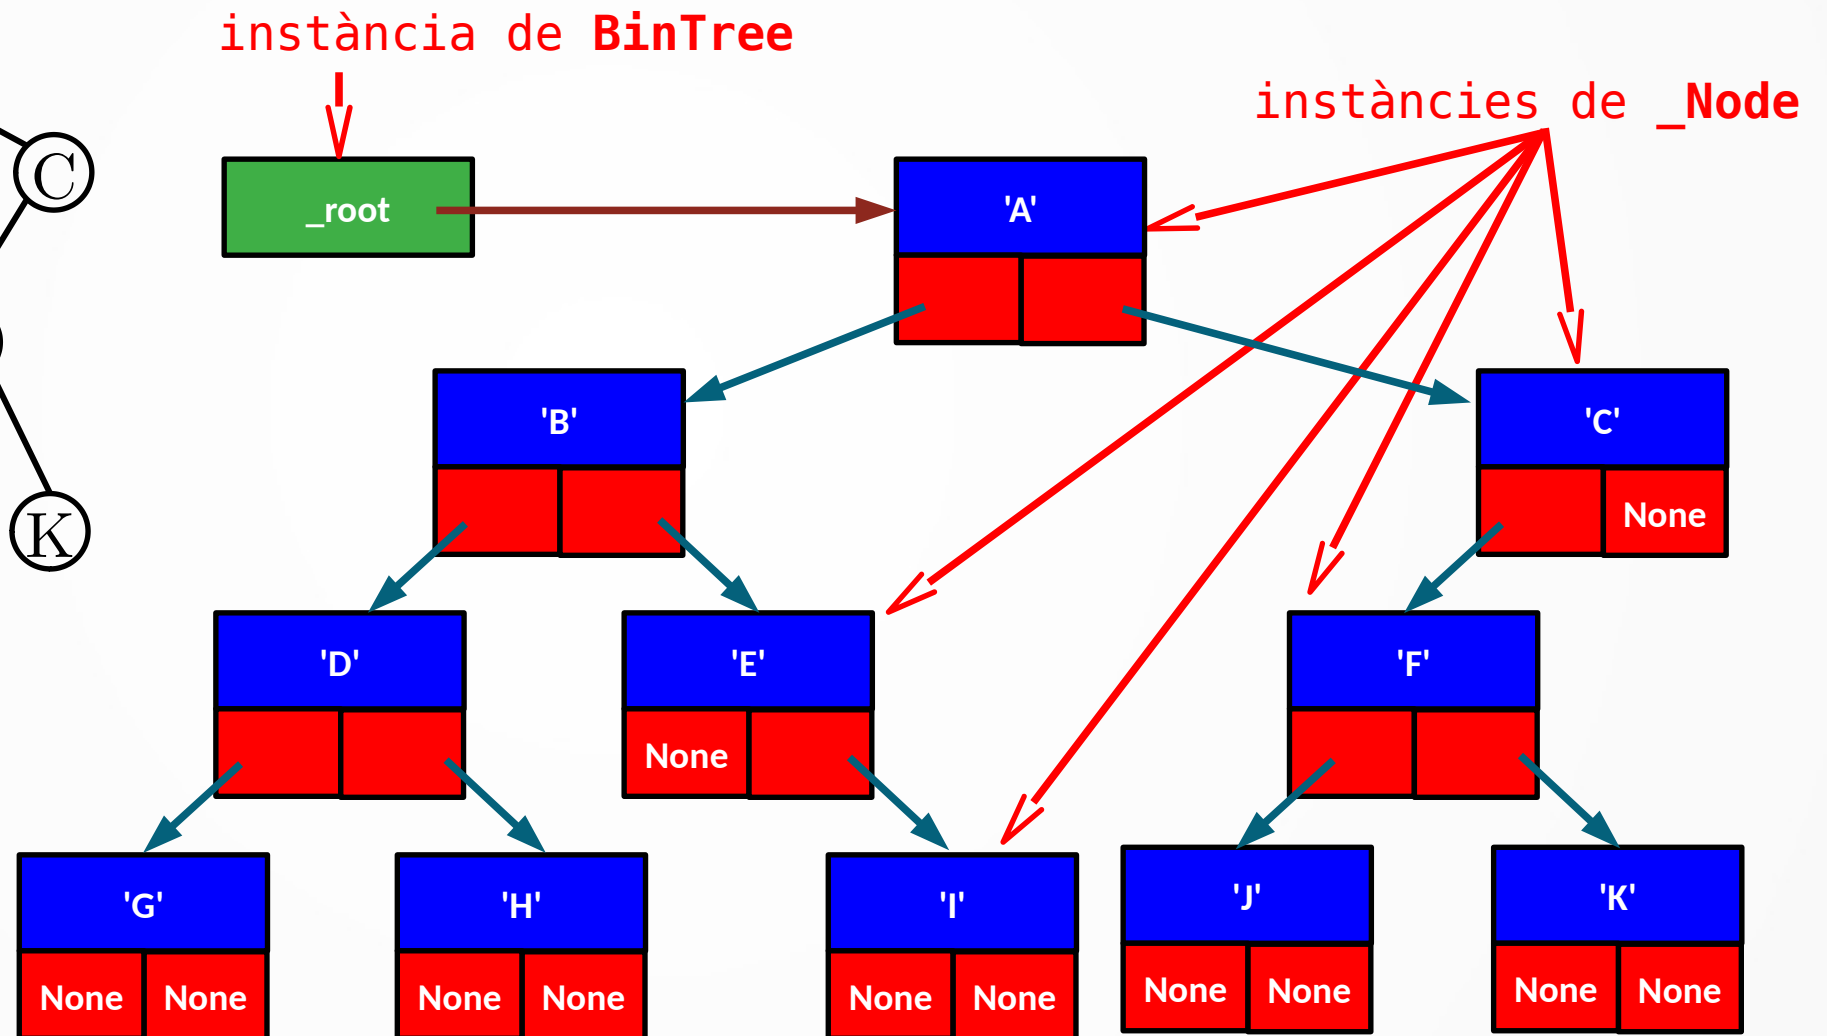 instància de BinTree
instàncies de _Node
C
_root
'A'
'B'
'C'
None
K
'D'
'E'
'F'
None
'G'
'H'
'I'
'J'
'K'
None None
None None
None None
None None
None None